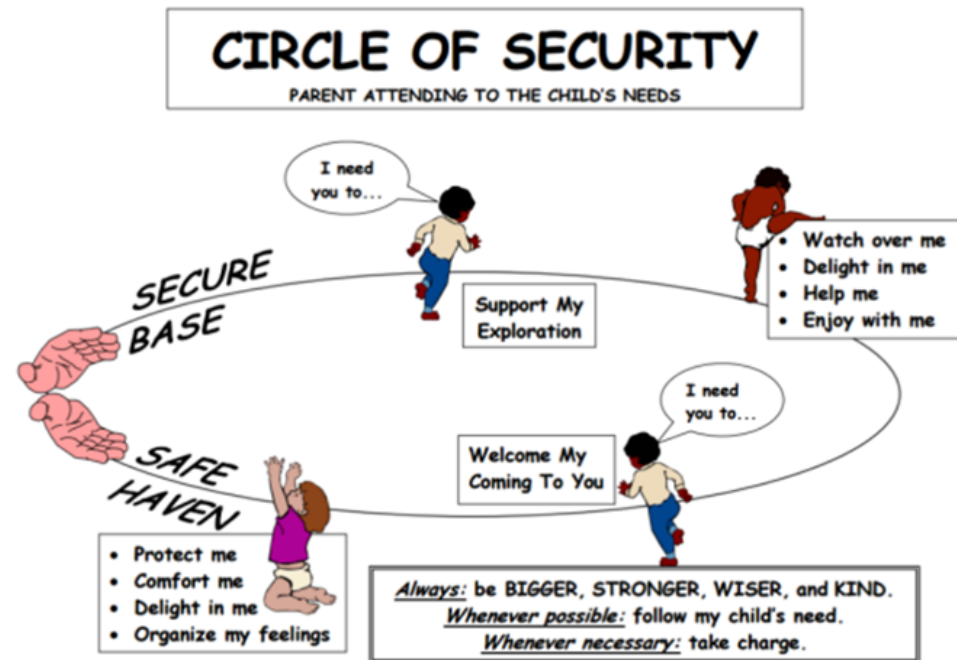 CIRCLE OF SECURITY
PARENT ATTENDING TO THE CHILD'S NEEDS
I need
you to...
SECURE
BASE
Support My
Exploration
• Watch over me
• Delight in me
• Help me
• Enjoy with me
I need
you to...
Welcome My
Coming To You
SAFE
HAVEN
• Protect me
• Comfort me
• Delight in me
• Organize my feelings
Always: be BIGGER, STRONGER, WISER, and KIND.
Whenever possible: follow my child's need.
Whenever necessary: take charge.